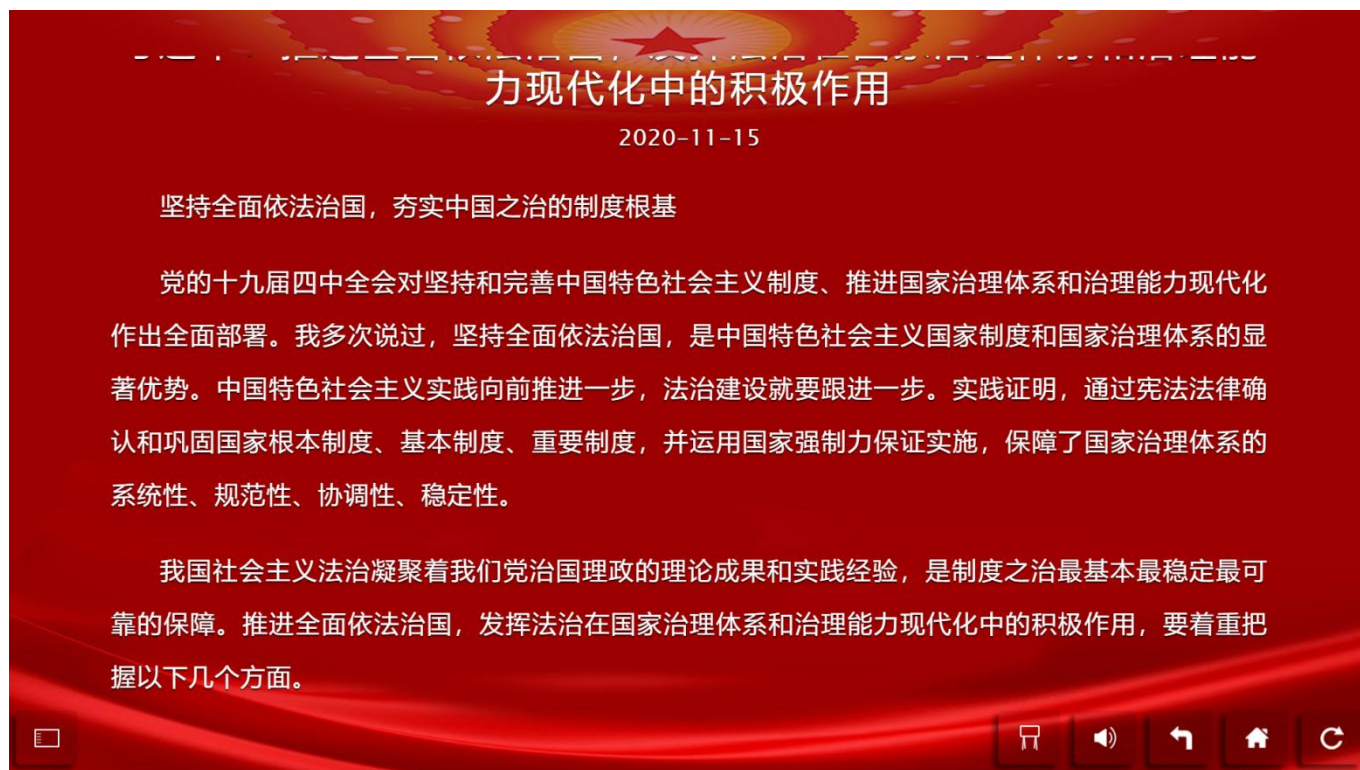 力现代化中的积极作用
2020-11-15
坚持全面依法治国，夯实中国之治的制度根基
党的十九届四中全会对坚持和完善中国特色社会主义制度、推进国家治理体系和治理能力现代化
作出全面部署。我多次说过，坚持全面依法治国，是中国特色社会主义国家制度和国家治理体系的显
著优势。中国特色社会主义实践向前推进一步，法治建设就要跟进一步。实践证明，通过宪法法律确
认和巩固国家根本制度、基本制度、重要制度，并运用国家强制力保证实施，保障了国家治理体系的
系统性、规范性、协调性、稳定性。
我国社会主义法治凝聚着我们党治国理政的理论成果和实践经验，是制度之治最基本最稳定最可
靠的保障。推进全面依法治国，发挥法治在国家治理体系和治理能力现代化中的积极作用，要着重把
握以下几个方面。